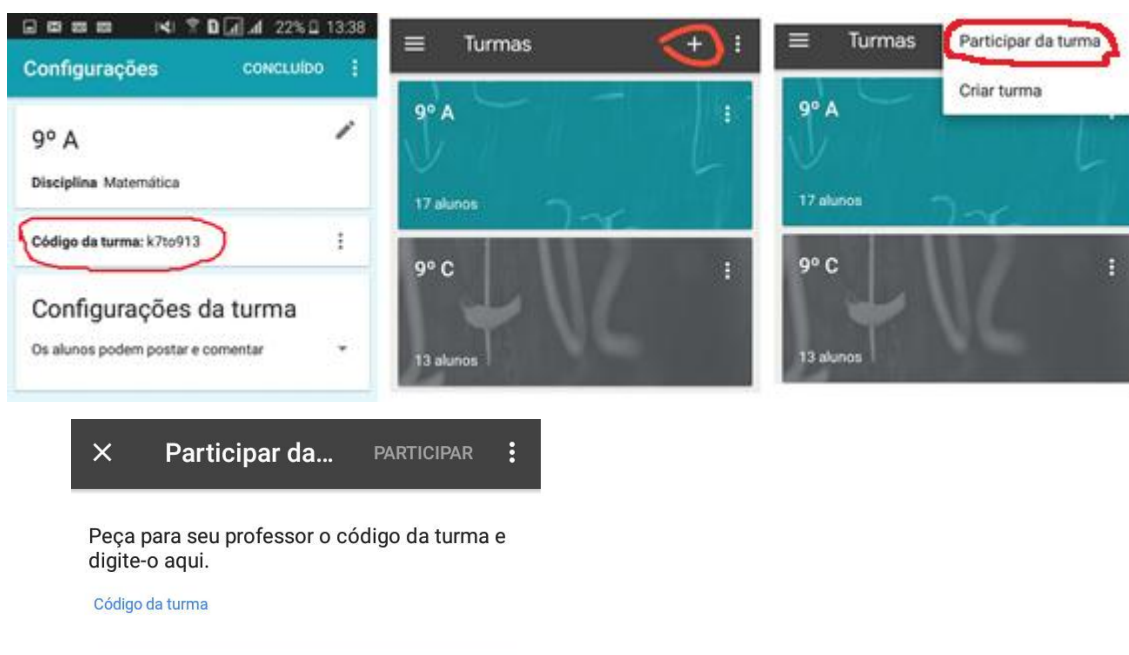 22% 13:38
Configurações CONCLUÍDO
9º A
Disciplina Matemática
Código da turma: k7to913
Configurações da turma
Os alunos podem postar e comentar
Turmas +
9º A
17 alunos
9º C
13 alunos
Turmas
Participar da turma
Criar turma
9º A
17 alunos
9º C
13 alunos
Participar da... PARTICIPAR
Peça para seu professor o código da turma e
digite-o aqui.
Código da turma